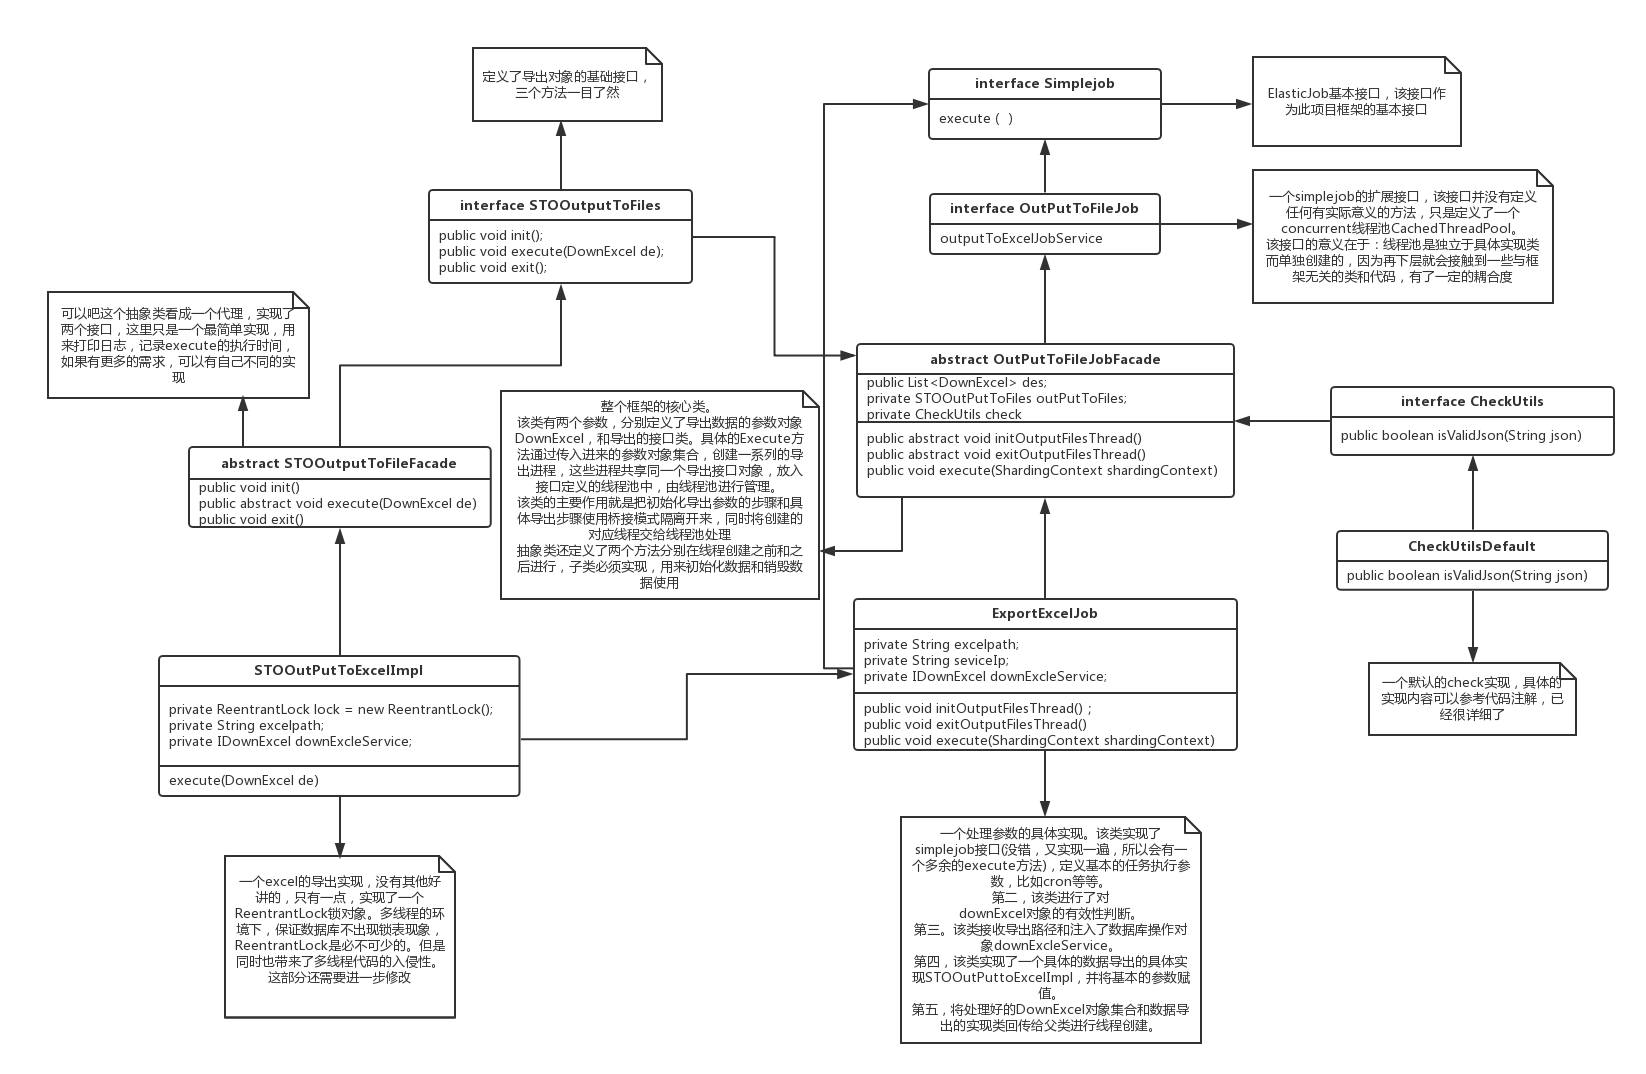 定义了导出对象的基础接口，
三个方法一目了然
interface Simplejob
execute (  )
ElasticJob基本接口，该接口作
为此项目框架的基本接口
interface STOOutputToFiles
public void init();
public void execute(DownExcel de);
public void exit();
interface OutPutToFileJob
outputToExcelJobService
一个simplejob的扩展接口，该接口并没有定义
任何有实际意义的方法，只是定义了一个
concurrent线程池CachedThreadPool。
该接口的意义在于：线程池是独立于具体实现类
而单独创建的，因为再下层就会接触到一些与框
架无关的类和代码，有了一定的耦合度
可以吧这个抽象类看成一个代理，实现了
两个接口，这里只是一个最简单实现，用
来打印日志，记录execute的执行时间，
如果有更多的需求，可以有自己不同的实
现
abstract OutPutToFileJobFacade
public List<DownExcel> des;
private STOOutPutToFiles outPutToFiles;
private CheckUtils check
public abstract void initOutputFilesThread()
public abstract void exitOutputFilesThread()
public void execute(ShardingContext shardingContext)
整个框架的核心类。
该类有两个参数，分别定义了导出数据的参数对象
DownExcel，和导出的接口类。具体的Execute方
法通过传入进来的参数对象集合，创建一系列的导
出进程，这些进程共享同一个导出接口对象，放入
接口定义的线程池中，由线程池进行管理。
该类的主要作用就是把初始化导出参数的步骤和具
体导出步骤使用桥接模式隔离开来，同时将创建的
对应线程交给线程池处理
抽象类还定义了两个方法分别在线程创建之前和之
后进行，子类必须实现，用来初始化数据和销毁数
据使用
interface CheckUtils
public boolean isValidJson(String json)
abstract STOOutputToFileFacade
public void init()
public abstract void execute(DownExcel de)
public void exit()
CheckUtilsDefault
public boolean isValidJson(String json)
ExportExcelJob
private String excelpath;
private String seviceIp;
private IDownExcel downExcleService;
public void initOutputFilesThread() ;
public void exitOutputFilesThread()
public void execute(ShardingContext shardingContext)
STOOutPutToExcelImpl
private ReentrantLock lock = new ReentrantLock();
private String excelpath;
private IDownExcel downExcleService;
execute(DownExcel de)
一个默认的check实现，具体的
实现内容可以参考代码注解，已
经很详细了
一个excel的导出实现，没有其他好
讲的，只有一点，实现了一个
ReentrantLock锁对象。多线程的环
境下，保证数据库不出现锁表现象，
ReentrantLock是必不可少的。但是
同时也带来了多线程代码的入侵性。
这部分还需要进一步修改
一个处理参数的具体实现。该类实现了
simplejob接口(没错，又实现一遍，所以会有一
个多余的execute方法)，定义基本的任务执行参
数，比如cron等等。
第二，该类进行了对
downExcel对象的有效性判断。
第三。该类接收导出路径和注入了数据库操作对
象downExcleService。
第四，该类实现了一个具体的数据导出的具体实
现STOOutPuttoExcelImpl，并将基本的参数赋
值。
第五，将处理好的DownExcel对象集合和数据导
出的实现类回传给父类进行线程创建。